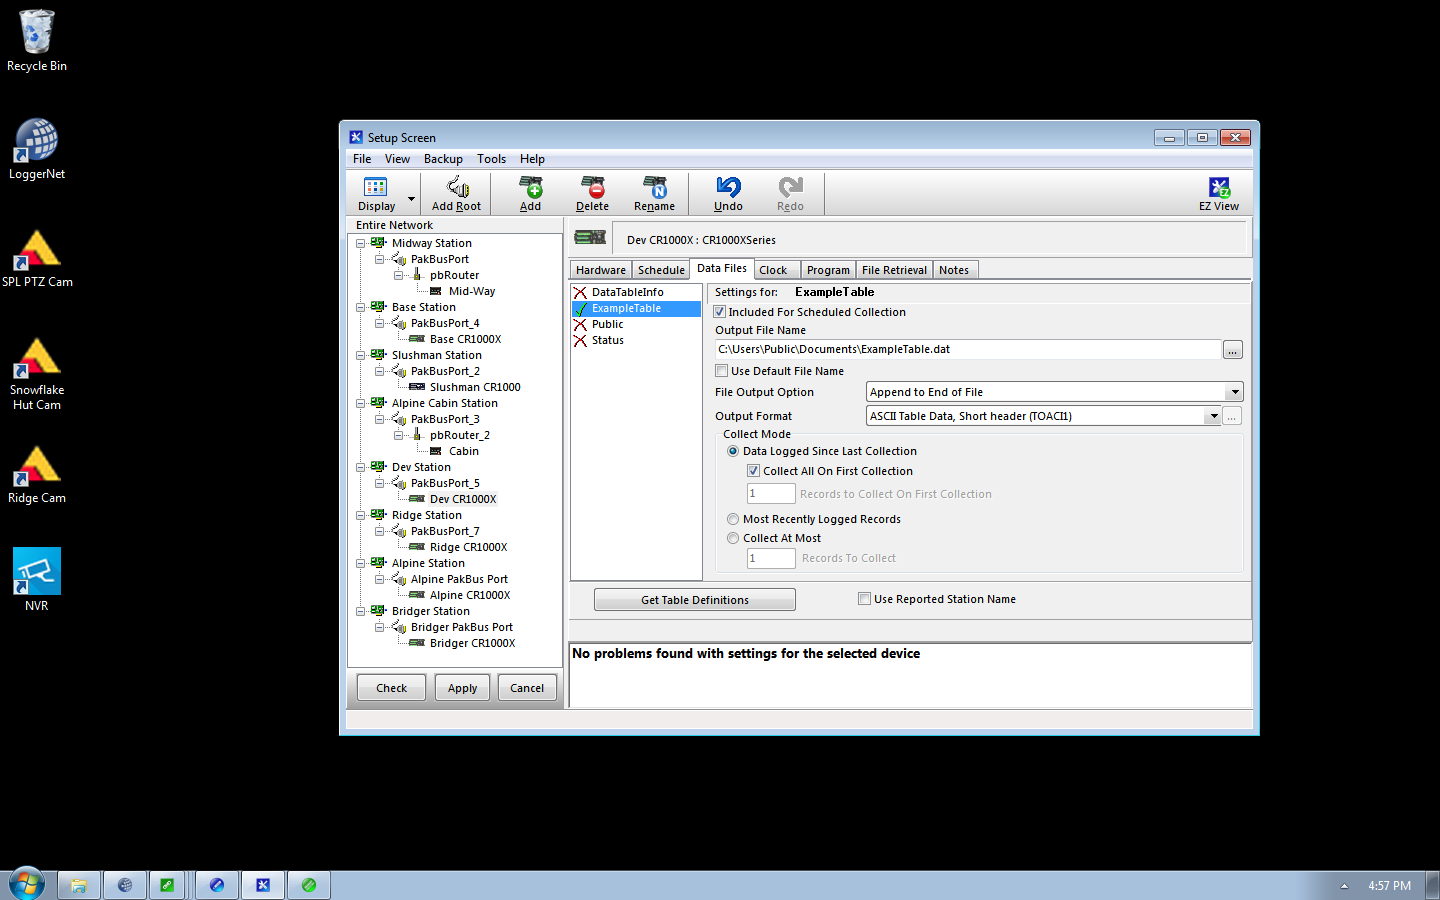 Recycle Bin
LoggerNet
SPL PTZ Cam
Snowflake
Hut Cam
Ridge Cam
NVR
Setup Screen
File View Backup Tools Help
Display Add Root Add Delete Rename Undo Redo EZ View
Entire Network
Midway Station
PakBusPort
pbRouter
Mid-Way
Base Station
PakBusPort_4
Base CR1000X
Slushman Station
PakBusPort_2
Slushman CR1000
Alpine Cabin Station
PakBusPort_3
pbRouter_2
Cabin
Dev Station
PakBusPort_5
Dev CR1000X
Ridge Station
PakBusPort_7
Ridge CR1000X
Alpine Station
Alpine PakBus Port
Alpine CR1000X
Bridger Station
Bridger PakBus Port
Bridger CR1000X
Check Apply Cancel
Dev CR1000X : CR1000XSeries
Hardware Schedule Data Files Clock Program File Retrieval Notes
DataTableInfo
ExampleTable
Public
Status
Settings for: ExampleTable
Included For Scheduled Collection
Output File Name
C:\Users\Public\Documents\ExampleTable.dat ...
Use Default File Name
File Output Option Append to End of File
Output Format ASCII Table Data, Short header (TOACI1) ...
Collect Mode
Data Logged Since Last Collection
Collect All On First Collection
1 Records to Collect On First Collection
Most Recently Logged Records
Collect At Most
1 Records To Collect
Get Table Definitions Use Reported Station Name
No problems found with settings for the selected device
4:57 PM